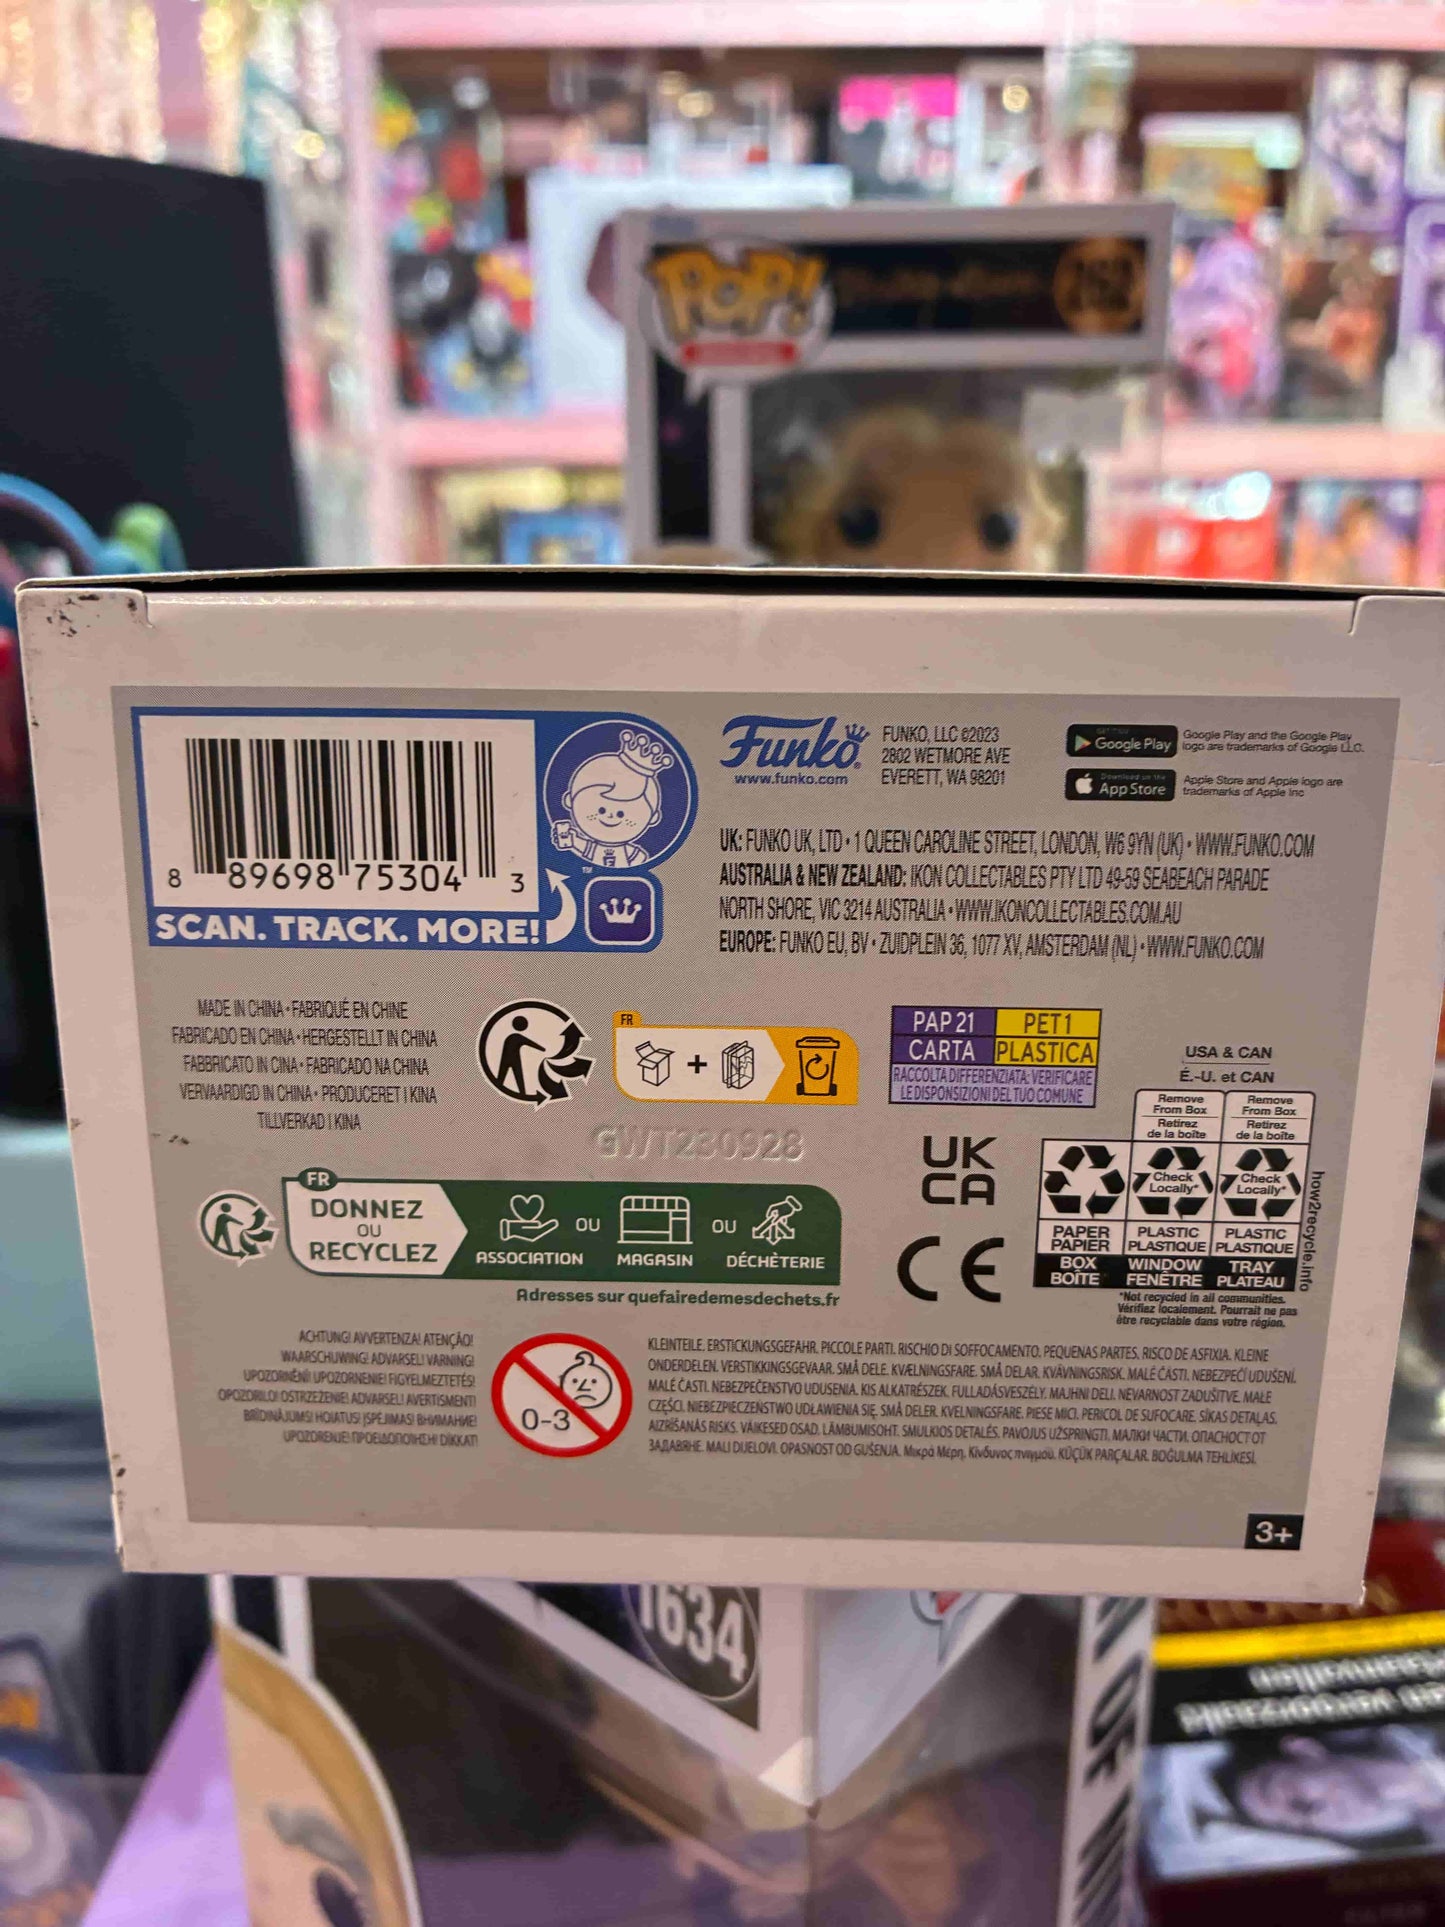 POP!
252
8 89698 75304 3
SCAN. TRACK. MORE!
TM
Funko
www.funko.com
FUNKO, LLC ©2023
2802 WETMORE AVE
EVERETT, WA 98201
GET IT ON
Google Play
Google Play and the Google Play
logo are trademarks of Google LLC.
Download on the
App Store
Apple Store and Apple logo are
trademarks of Apple Inc
UK: FUNKO UK, LTD • 1 QUEEN CAROLINE STREET, LONDON, W6 9YN (UK) • WWW.FUNKO.COM
AUSTRALIA & NEW ZEALAND: IKON COLLECTABLES PTY LTD 49-59 SEABEACH PARADE
NORTH SHORE, VIC 3214 AUSTRALIA • WWW.IKONCOLLECTABLES.COM.AU
EUROPE: FUNKO EU, BV • ZUIDPLEIN 36, 1077 XV, AMSTERDAM (NL) • WWW.FUNKO.COM
MADE IN CHINA • FABRIQUÉ EN CHINE
FABRICADO EN CHINA • HERGESTELLT IN CHINA
FABBRICATO IN CINA • FABRICADO NA CHINA
VERVAARDIGD IN CHINA • PRODUCERET I KINA
TILLVERKAD I KINA
FR
+
PAP 21
PET1
CARTA
PLASTICA
RACCOLTA DIFFERENZIATA: VERIFICARE
LE DISPOSIZIONI DEL TUO COMUNE
GWT230928
UK
CA
CE
USA & CAN
É.-U. et CAN
Remove
From Box
Retirez
de la boîte
Remove
From Box
Retirez
de la boîte
Check
Locally*
Check
Locally*
PAPER
PAPIER
PLASTIC
PLASTIQUE
PLASTIC
PLASTIQUE
BOX
BOÎTE
WINDOW
FENÊTRE
TRAY
PLATEAU
how2recycle.info
*Not recycled in all communities.
Vérifiez localement. Pourrait ne pas
être recyclable dans votre région.
FR
DONNEZ
OU
RECYCLEZ
ASSOCIATION
OU
MAGASIN
OU
DÉCHÈTERIE
Adresses sur quefairedemesdechets.fr
ACHTUNG! AVVERTENZA! ATENÇÃO!
WAARSCHUWING! ADVARSEL! VARNING!
UPOZORNĚNÍ! UPOZORNENIE! FIGYELMEZTETÉS!
OPOZORILO! OSTRZEŻENIE! ADVARSEL! AVERTISMENT!
BRĪDINĀJUMS! HOIATUS! ĮSPĖJIMAS! ВНИМАНИЕ!
UPOZORENJE! ΠΡΟΕΙΔΟΠΟΙΗΣΗ! DİKKAT!
0-3
KLEINTEILE. ERSTICKUNGSGEFAHR. PICCOLE PARTI. RISCHIO DI SOFFOCAMENTO. PEQUENAS PARTES. RISCO DE ASFIXIA. KLEINE
ONDERDELEN. VERSTIKKINGSGEVAAR. SMÅ DELE. KVÆLNINGSFARE. SMÅ DELAR. KVÄVNINGSRISK. MALÉ ČÁSTI. NEBEZPEČÍ UDUŠENÍ.
MALÉ ČASTI. NEBEZPEČENSTVO UDUSENIA. KIS ALKATRÉSZEK. FULLADÁSVESZÉLY. MAJHNI DELI. NEVARNOST ZADUŠITVE. MAŁE
CZĘŚCI. NIEBEZPIECZEŃSTWO UDŁAWIENIA SIĘ. SMÅ DELER. KVELNINGSFARE. PIESE MICI. PERICOL DE SUFOCARE. SĪKAS DETAĻAS.
AIZRĪŠANĀS RISKS. VÄIKESED OSAD. LÄMBUMISOHT. SMULKIOS DETALĖS. PAVOJUS UŽSPRINGTI. МАЛКИ ЧАСТИ. ОПАСНОСТ ОТ
ЗАДАВЯНЕ. MALI DIJELOVI. OPASNOST OD GUŠENJA. Μικρά Μέρη. Κίνδυνος πνιγμού. KÜÇÜK PARÇALAR. BOĞULMA TEHLİKESİ.
3+
1634